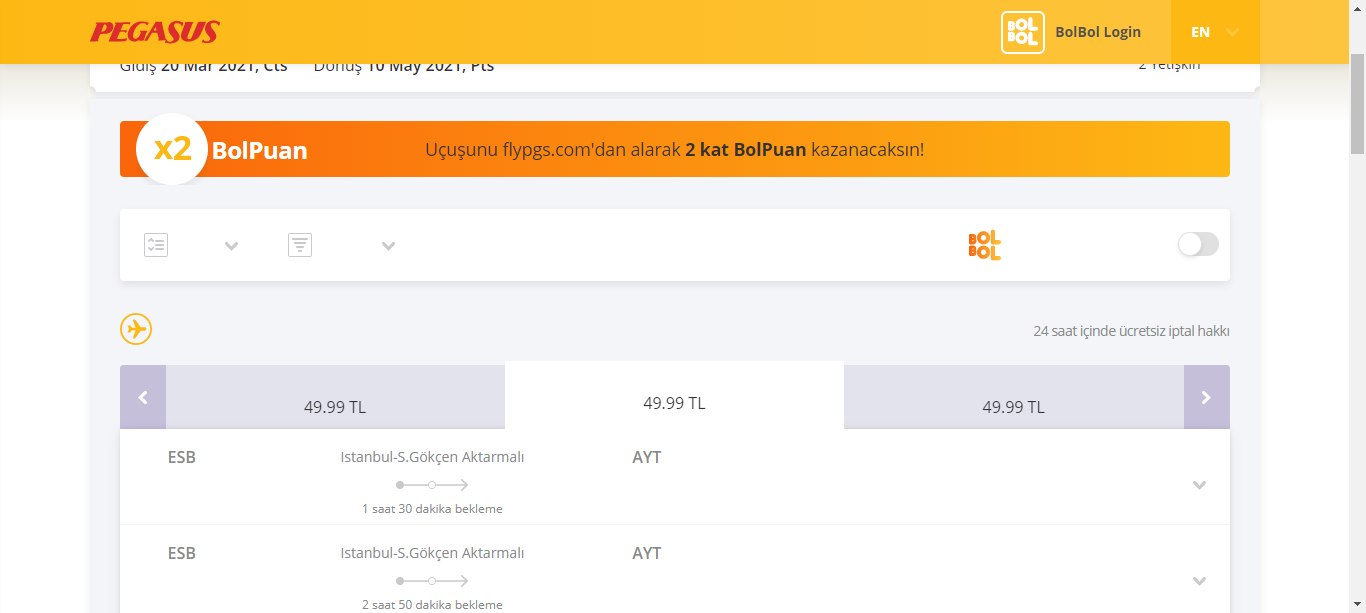 PEGASUS
BOL BOL
BolBol Login
EN
Gidiş 20 Mar 2021, Cts
Dönüş 10 May 2021, Pts
2 Yetişkin
x2
BolPuan
Uçuşunu flypgs.com'dan alarak 2 kat BolPuan kazanacaksın!
BOL BOL
24 saat içinde ücretsiz iptal hakkı
49.99 TL
49.99 TL
49.99 TL
ESB
Istanbul-S.Gökçen Aktarmalı
AYT
1 saat 30 dakika bekleme
ESB
Istanbul-S.Gökçen Aktarmalı
AYT
2 saat 50 dakika bekleme